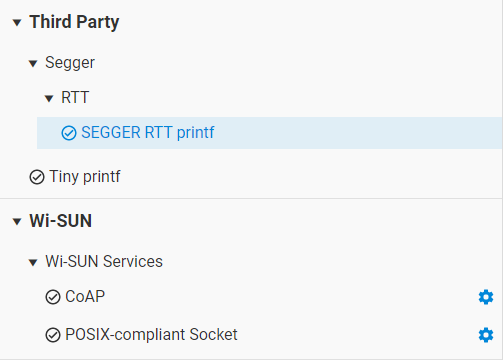 Third Party
Segger
RTT
SEGGER RTT printf
Tiny printf
Wi-SUN
Wi-SUN Services
CoAP
POSIX-compliant Socket